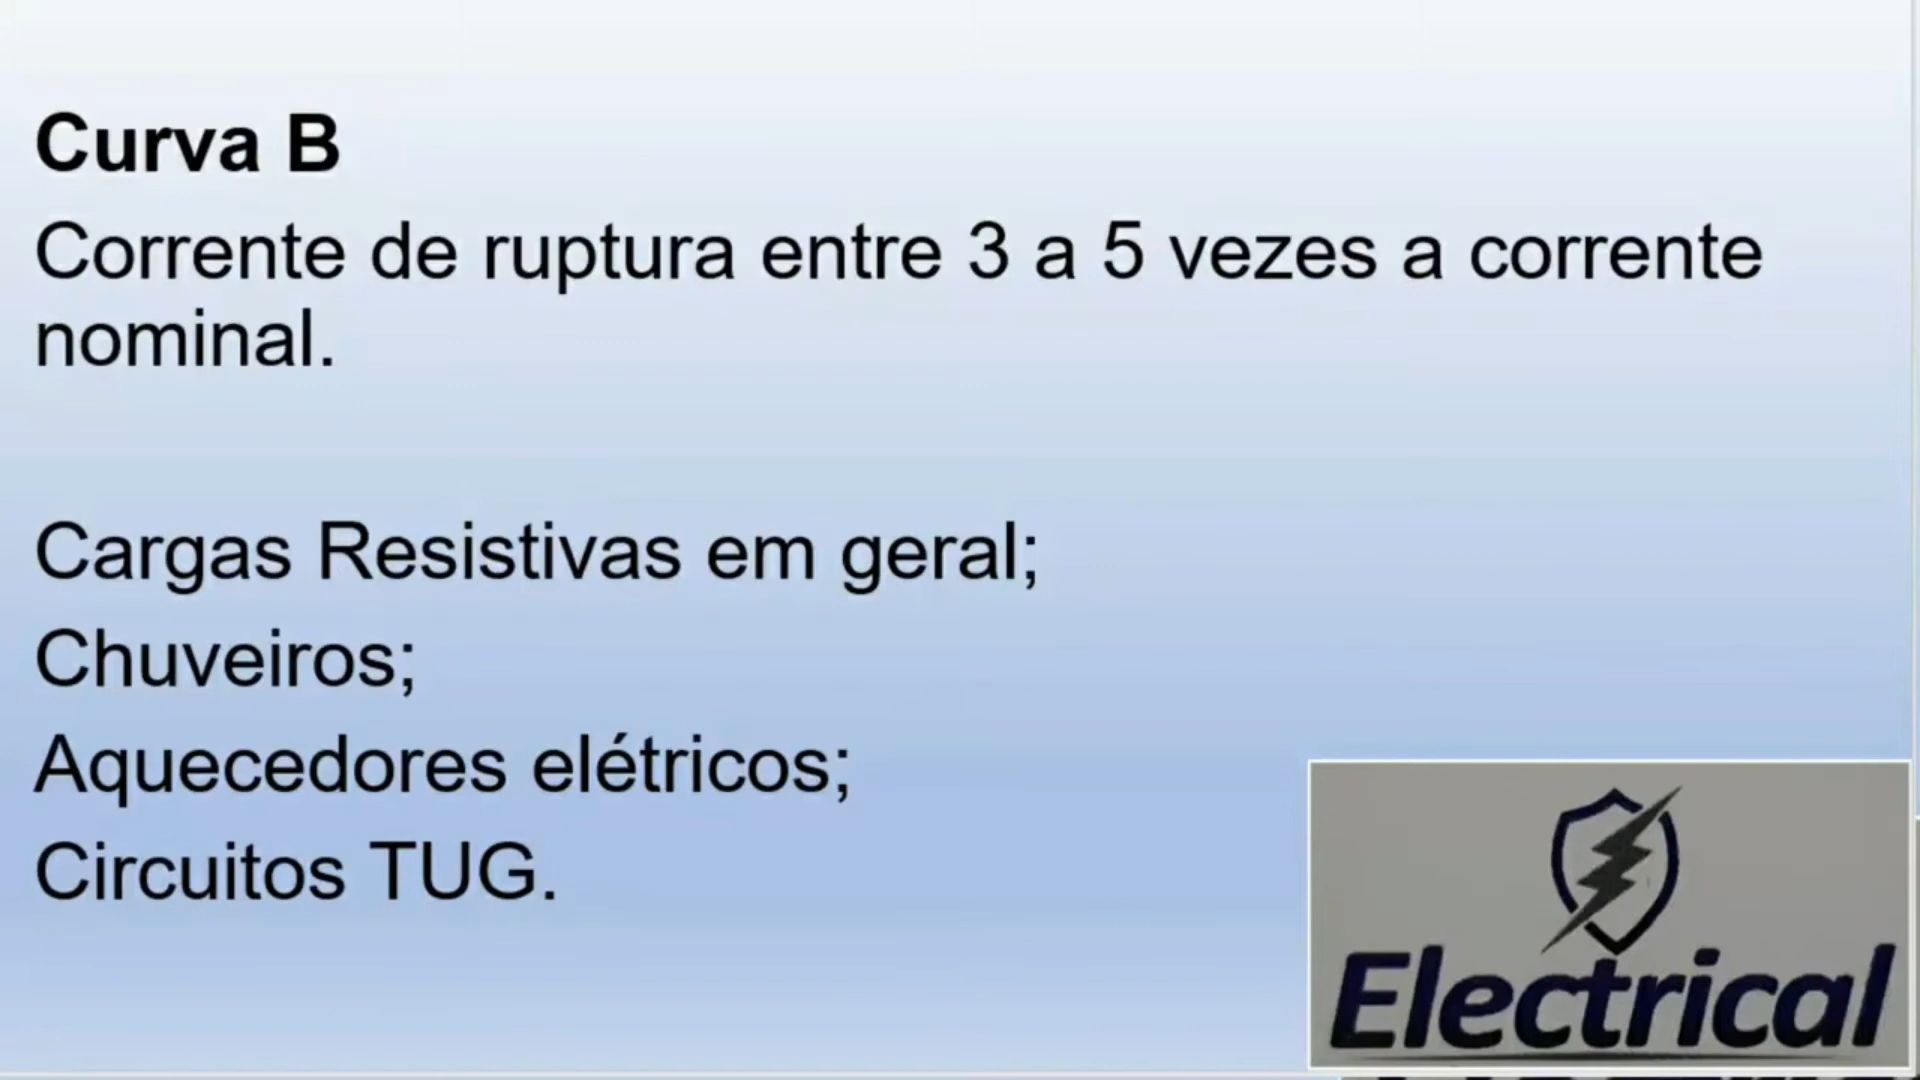 Curva B
Corrente de ruptura entre 3 a 5 vezes a corrente
nominal.
Cargas Resistivas em geral;
Chuveiros;
Aquecedores elétricos;
Circuitos TUG.
Electrical